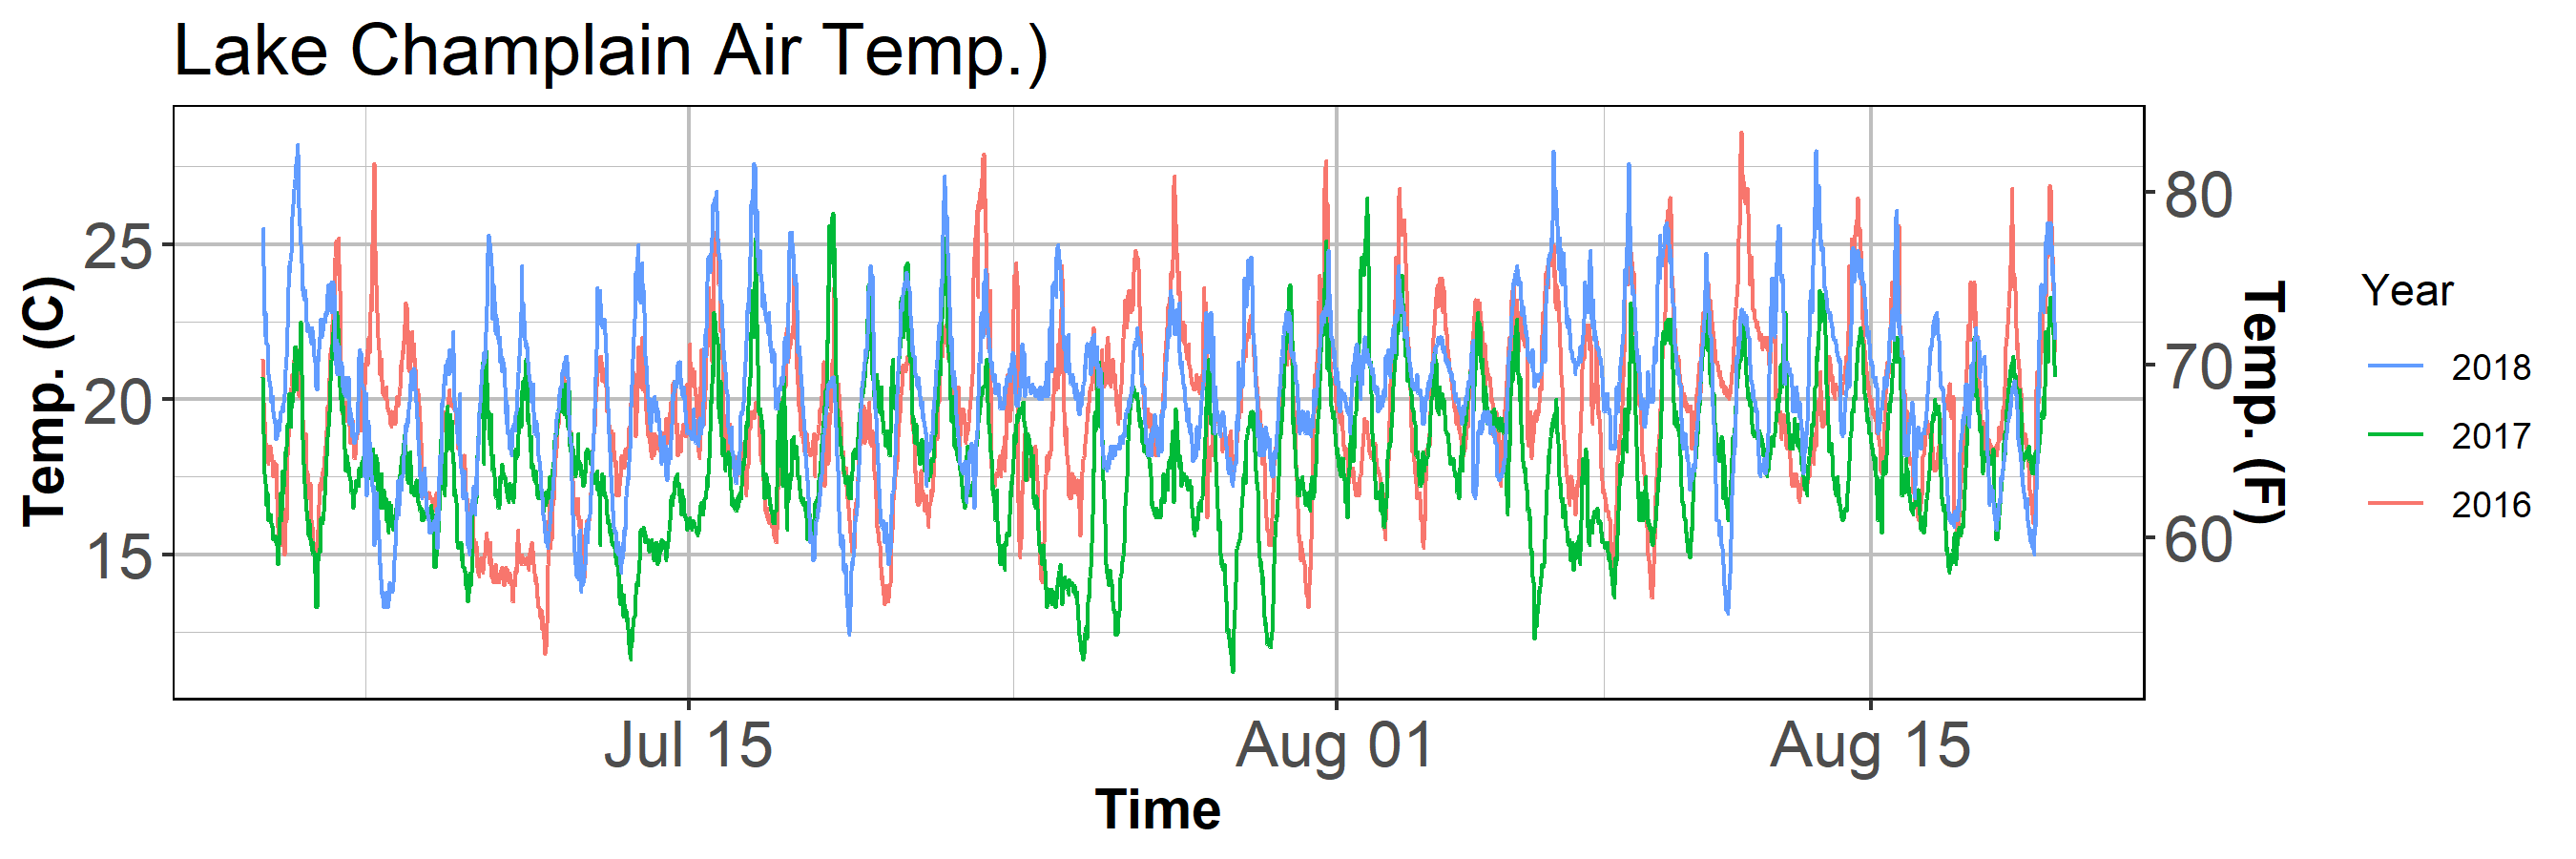 Lake Champlain Air Temp.)
Temp. (C)
25
20
15
80
70
60
Temp. (F)
Jul 15
Aug 01
Aug 15
Time
Year
2018
2017
2016